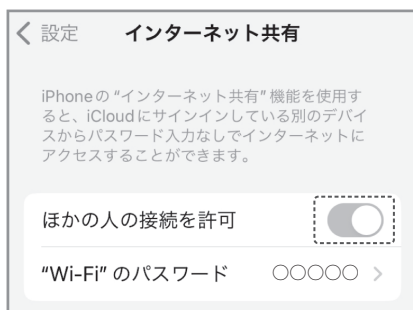 設定 インターネット共有
iPhoneの“インターネット共有”機能を使用す
ると、iCloudにサインインしている別のデバイ
スからパスワード入力なしでインターネットに
アクセスすることができます。
ほかの人の接続を許可
“Wi-Fi”のパスワード ○○○○○